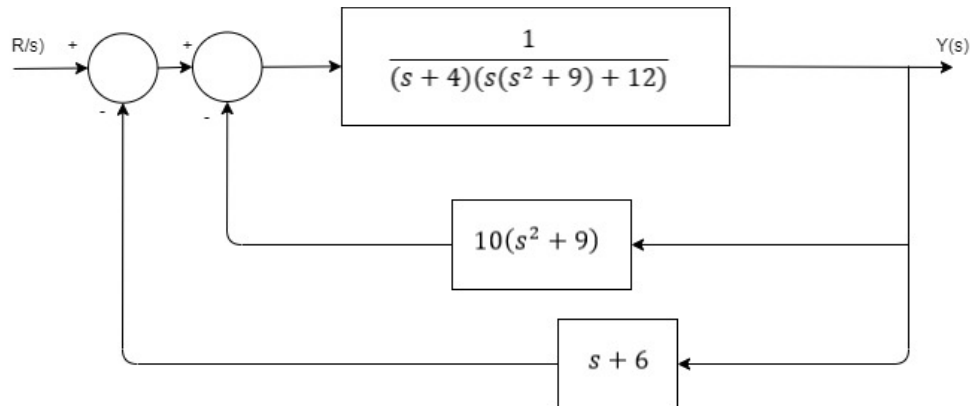 R/s)
+
+
-
-
1
(s + 4)(s(s² + 9) + 12)
Y(s)
10(s² + 9)
s + 6